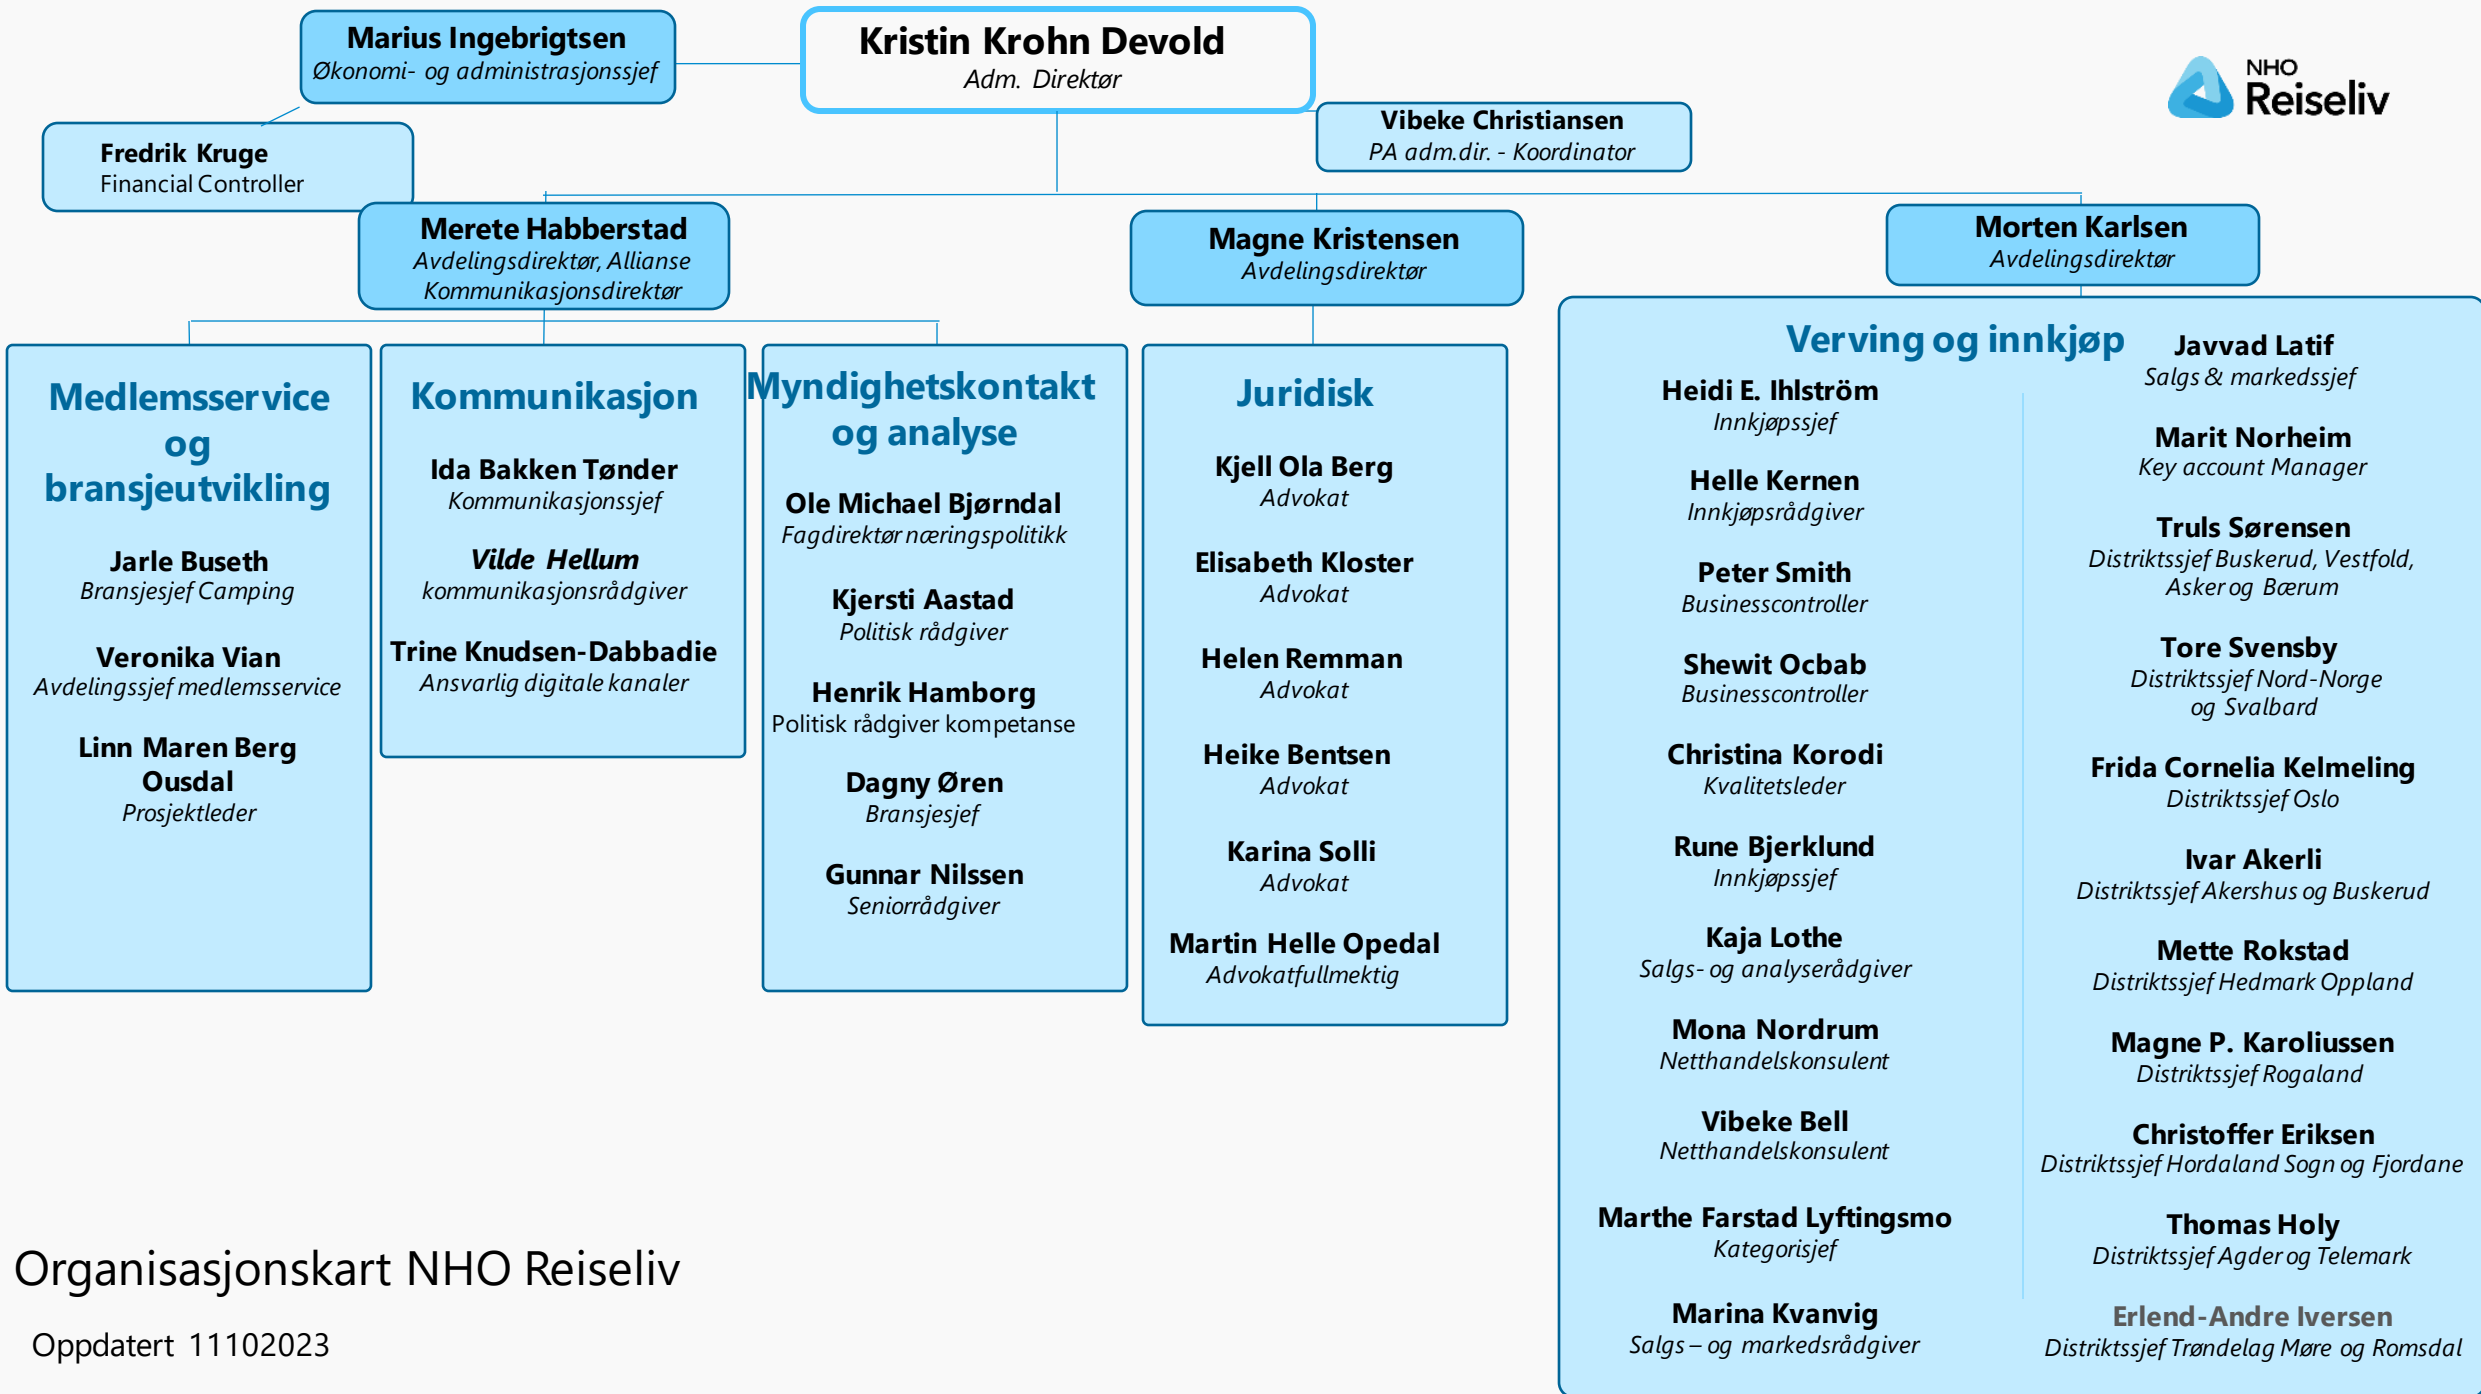 Marius Ingebrigtsen
Økonomi- og administrasjonssjef
Kristin Krohn Devold
Adm. Direktør
NHO
Reiseliv
Vibeke Christiansen
PA adm.dir. - Koordinator
Fredrik Kruge
Financial Controller
Merete Habberstad
Avdelingsdirektør, Allianse
Kommunikasjonsdirektør
Magne Kristensen
Avdelingsdirektør
Morten Karlsen
Avdelingsdirektør
Medlemsservice
og
bransjeutvikling
Jarle Buseth
Bransjesjef Camping
Veronika Vian
Avdelingssjef medlemsservice
Linn Maren Berg
Ousdal
Prosjektleder
Kommunikasjon
Ida Bakken Tønder
Kommunikasjonssjef
Vilde Hellum
kommunikasjonsrådgiver
Trine Knudsen-Dabbadie
Ansvarlig digitale kanaler
Myndighetskontakt
og analyse
Ole Michael Bjørndal
Fagdirektør næringspolitikk
Kjersti Aastad
Politisk rådgiver
Henrik Hamborg
Politisk rådgiver kompetanse
Dagny Øren
Bransjesjef
Gunnar Nilssen
Seniorrådgiver
Juridisk
Kjell Ola Berg
Advokat
Elisabeth Kloster
Advokat
Helen Remman
Advokat
Heike Bentsen
Advokat
Karina Solli
Advokat
Martin Helle Opedal
Advokatfullmektig
Verving og innkjøp
Heidi E. Ihlström
Innkjøpssjef
Helle Kernen
Innkjøpsrådgiver
Peter Smith
Businesscontroller
Shewit Ocbab
Businesscontroller
Christina Korodi
Kvalitetsleder
Rune Bjerklund
Innkjøpssjef
Kaja Lothe
Salgs- og analyserådgiver
Mona Nordrum
Netthandelskonsulent
Vibeke Bell
Netthandelskonsulent
Marthe Farstad Lyftingsmo
Kategorisjef
Marina Kvanvig
Salgs – og markedsrådgiver
Javvad Latif
Salgs & markedssjef
Marit Norheim
Key account Manager
Truls Sørensen
Distriktssjef Buskerud, Vestfold,
Asker og Bærum
Tore Svensby
Distriktssjef Nord-Norge
og Svalbard
Frida Cornelia Kelmeling
Distriktssjef Oslo
Ivar Akerli
Distriktssjef Akershus og Buskerud
Mette Rokstad
Distriktssjef Hedmark Oppland
Magne P. Karoliussen
Distriktssjef Rogaland
Christoffer Eriksen
Distriktssjef Hordaland Sogn og Fjordane
Thomas Holy
Distriktssjef Agder og Telemark
Erlend-Andre Iversen
Distriktssjef Trøndelag Møre og Romsdal
Organisasjonskart NHO Reiseliv
Oppdatert 11102023